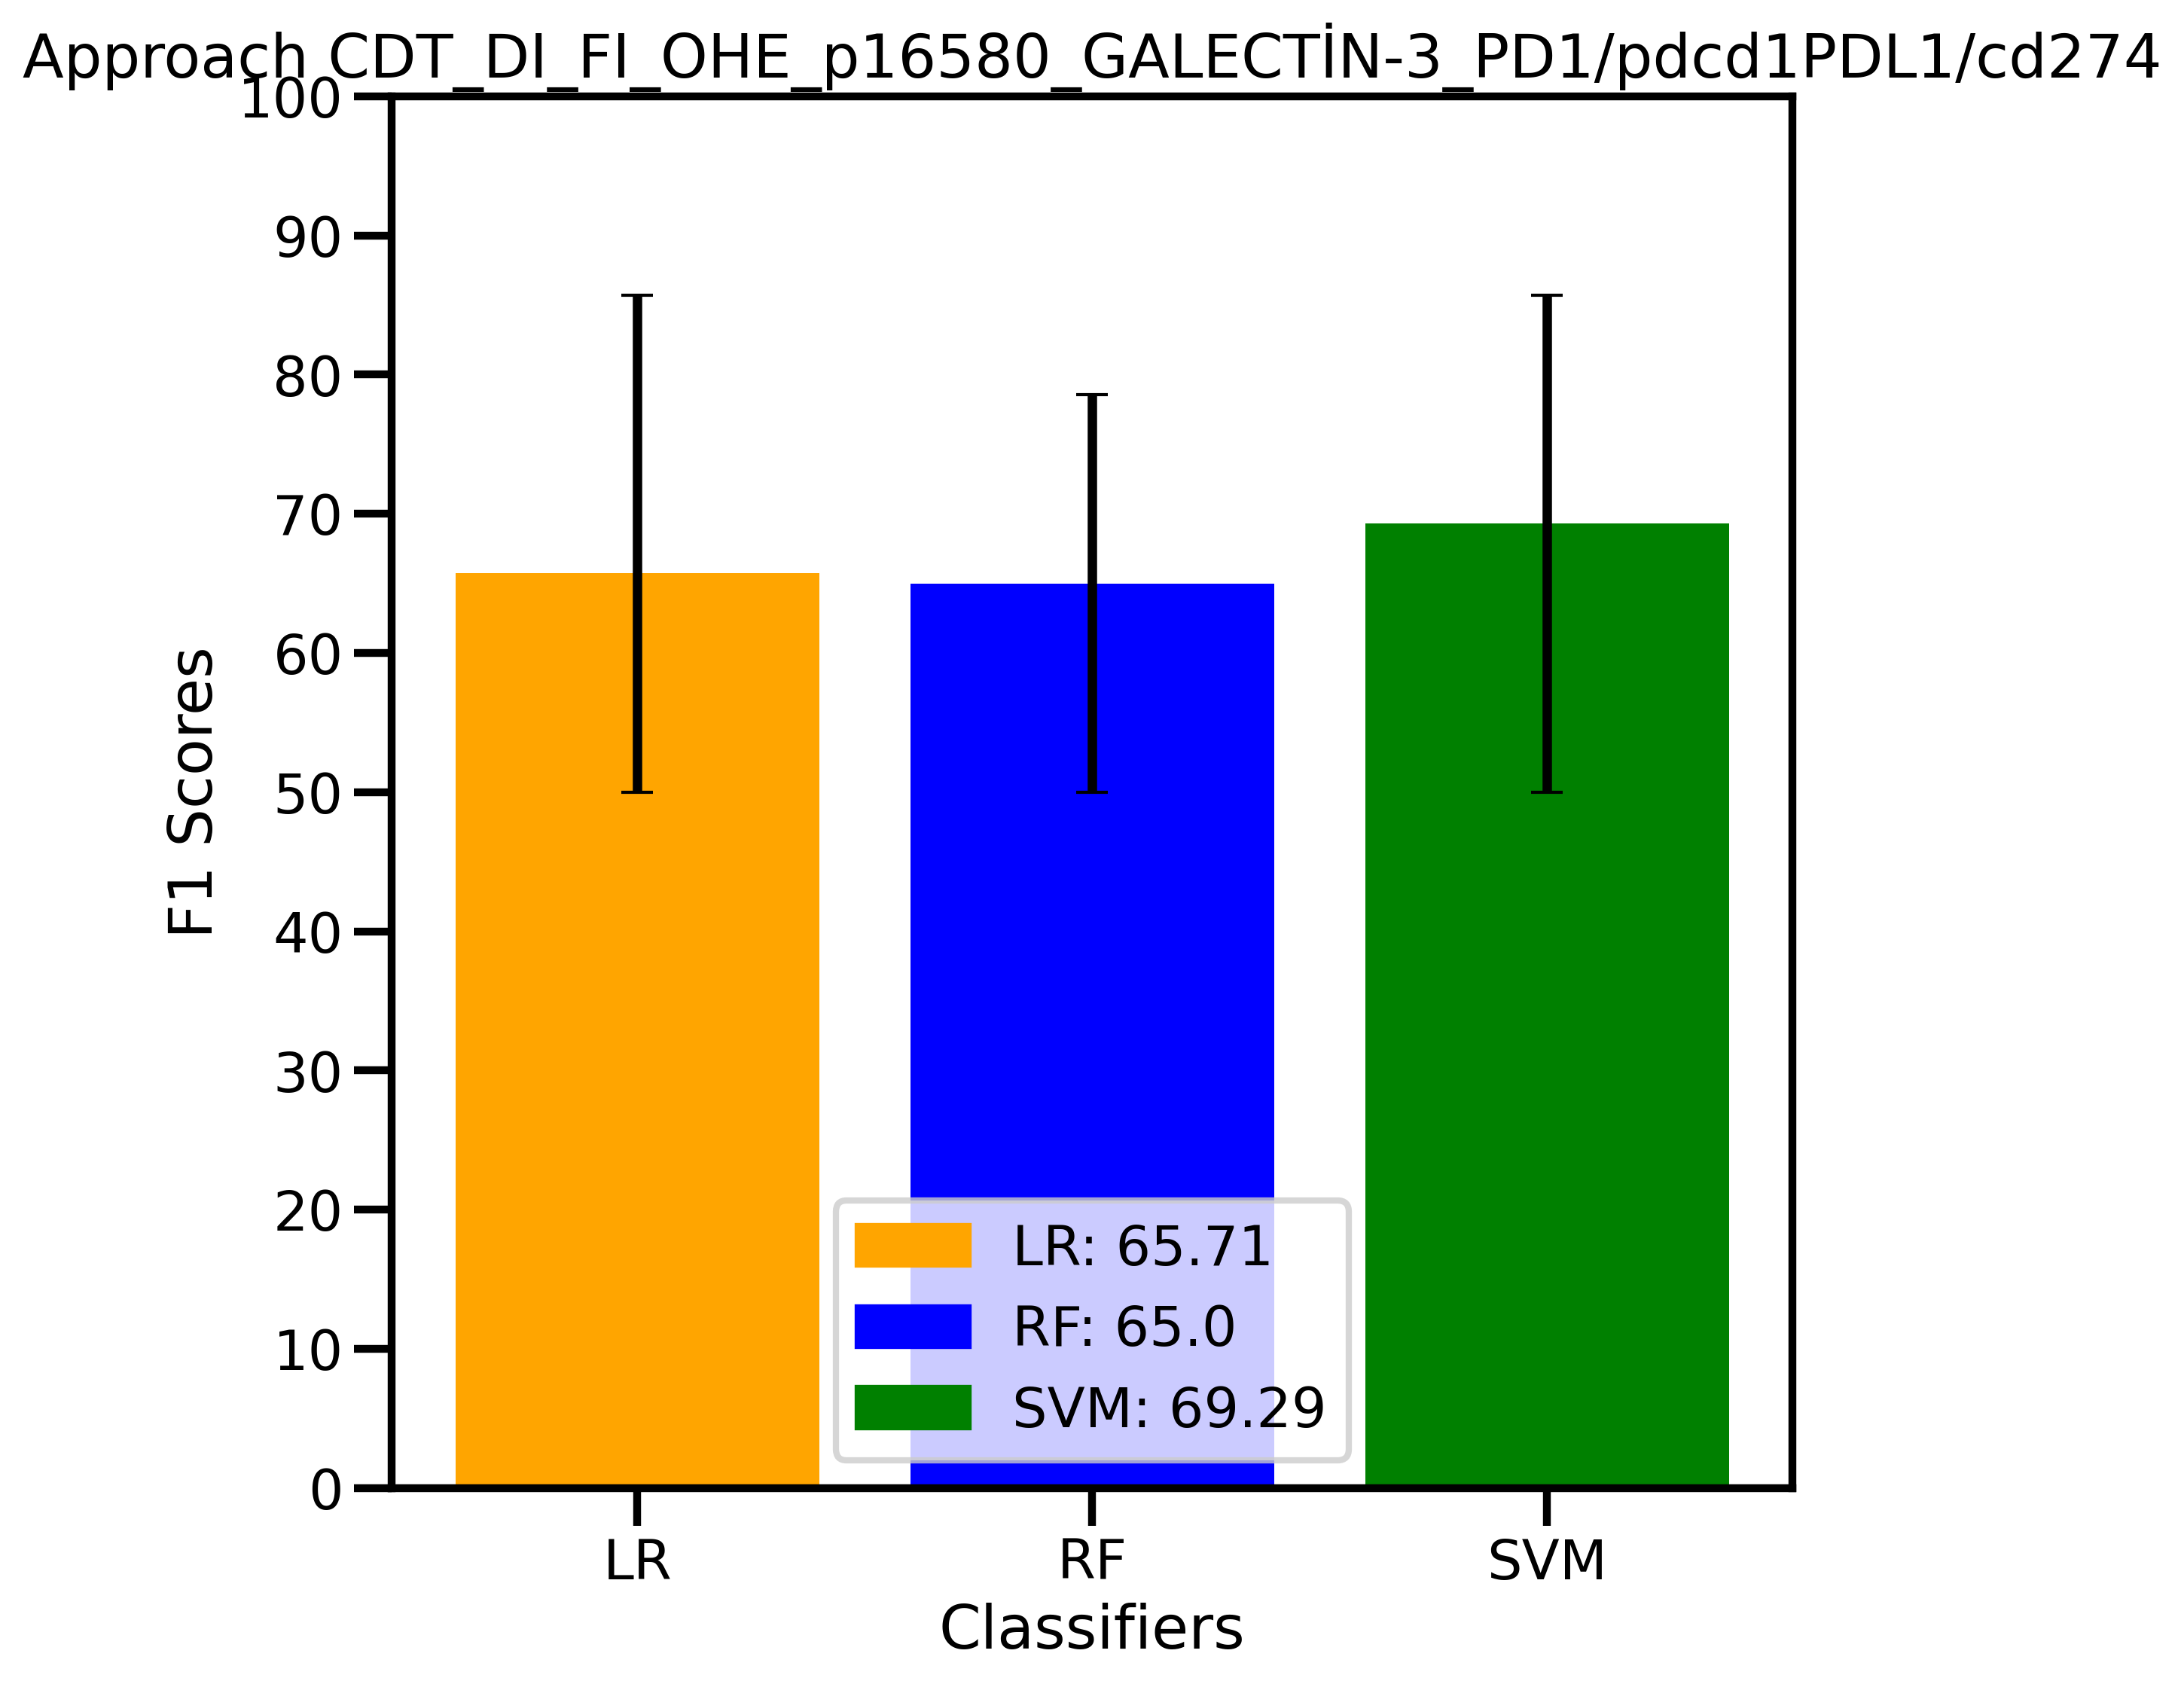 Approach CDT_DI_FI_OHE_p16580_GALECTİN-3_PD1/pdcd1PDL1/cd274
100
90
80
70
60
50
40
30
20
10
0
F1 Scores
LR: 65.71
RF: 65.0
SVM: 69.29
LR
RF
SVM
Classifiers